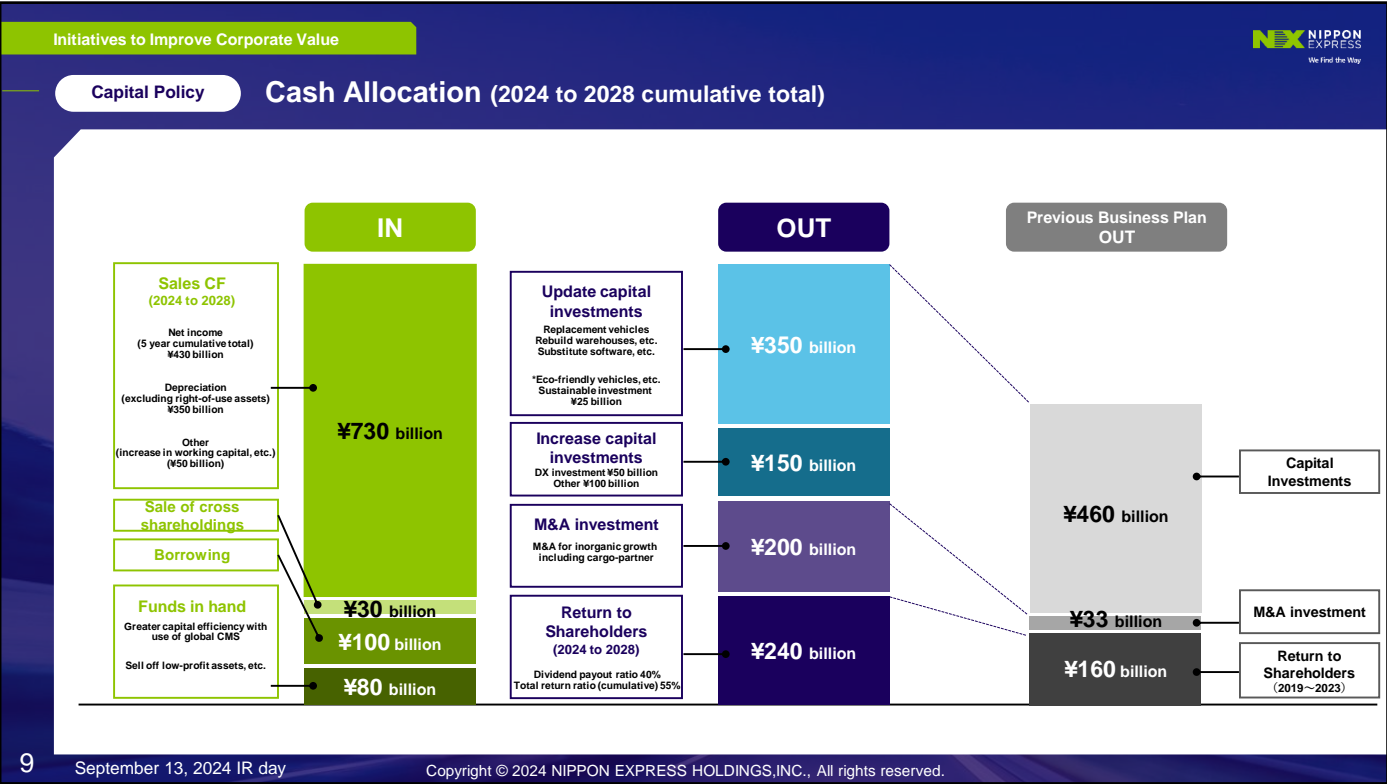 Initiatives to Improve Corporate Value
NX NIPPON
EXPRESS
We Find the Way
Capital Policy
Cash Allocation (2024 to 2028 cumulative total)
IN
Sales CF
(2024 to 2028)
Net income
(5 year cumulative total)
¥430 billion
Depreciation
(excluding right-of-use assets)
¥350 billion
Other
(increase in working capital, etc.)
(¥50 billion)
Sale of cross
shareholdings
Borrowing
Funds in hand
Greater capital efficiency with
use of global CMS
Sell off low-profit assets, etc.
¥730 billion
¥30 billion
¥100 billion
¥80 billion
OUT
Update capital
investments
Replacement vehicles
Rebuild warehouses, etc.
Substitute software, etc.
*Eco-friendly vehicles, etc.
Sustainable investment
¥25 billion
Increase capital
investments
DX investment ¥50 billion
Other ¥100 billion
M&A investment
M&A for inorganic growth
including cargo-partner
Return to
Shareholders
(2024 to 2028)
Dividend payout ratio 40%
Total return ratio (cumulative) 55%
¥350 billion
¥150 billion
¥200 billion
¥240 billion
Previous Business Plan
OUT
¥460 billion
¥33 billion
¥160 billion
Capital
Investments
M&A investment
Return to
Shareholders
（2019～2023）
9
September 13, 2024 IR day
Copyright © 2024 NIPPON EXPRESS HOLDINGS,INC., All rights reserved.